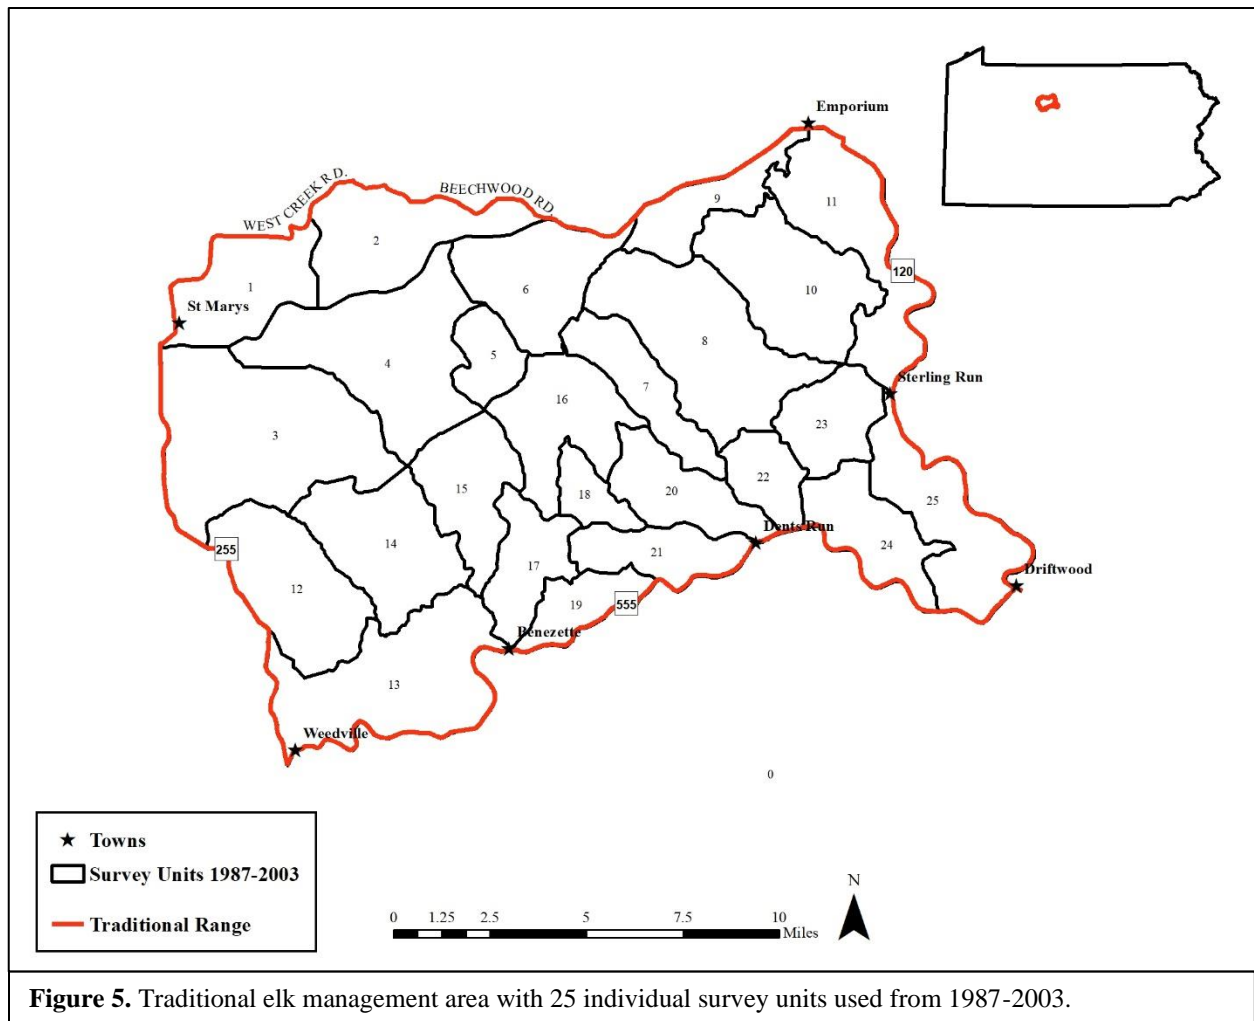 Emporium
WEST CREEK RD.
BEECHWOOD RD.
9
11
2
120
1
6
10
St Marys
8
5
4
7
Sterling Run
16
23
3
22
15
20
18
25
Dents Run
14
24
255
21
17
Driftwood
12
19
555
Benezette
13
Weedville
0
★ Towns
Survey Units 1987-2003
Traditional Range
N
0 1.25 2.5 5 7.5 10
Miles
Figure 5. Traditional elk management area with 25 individual survey units used from 1987-2003.